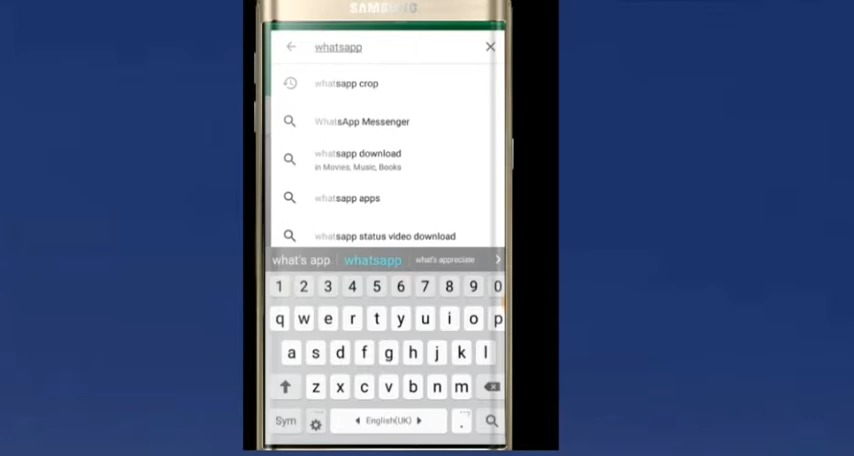 SAMSUNG
whatsapp
whatsapp crop
WhatsApp Messenger
whatsapp download
in Movies, Music, Books
whatsapp apps
whatsapp status video download
what's app whatsapp what's appreciate
1 2 3 4 5 6 7 8 9 0
q w e r t y u i o p
a s d f g h j k l
z x c v b n m
Sym English(UK) .